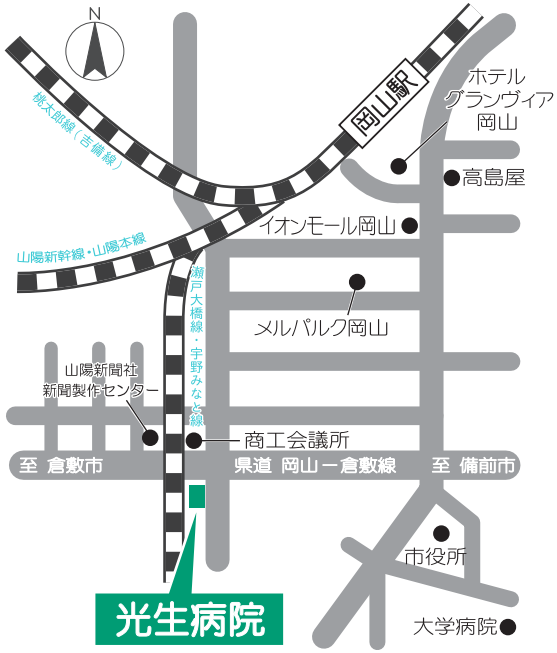 N
ホテル
グランヴィア
岡山
岡山駅
桃太郎線(吉備線)
高島屋
イオンモール岡山
山陽新幹線・山陽本線
瀬戸大橋線・宇野みなと線
メルパルク岡山
山陽新聞社
新聞製作センター
商工会議所
至 倉敷市
県道 岡山ー倉敷線
至 備前市
市役所
光生病院
大学病院